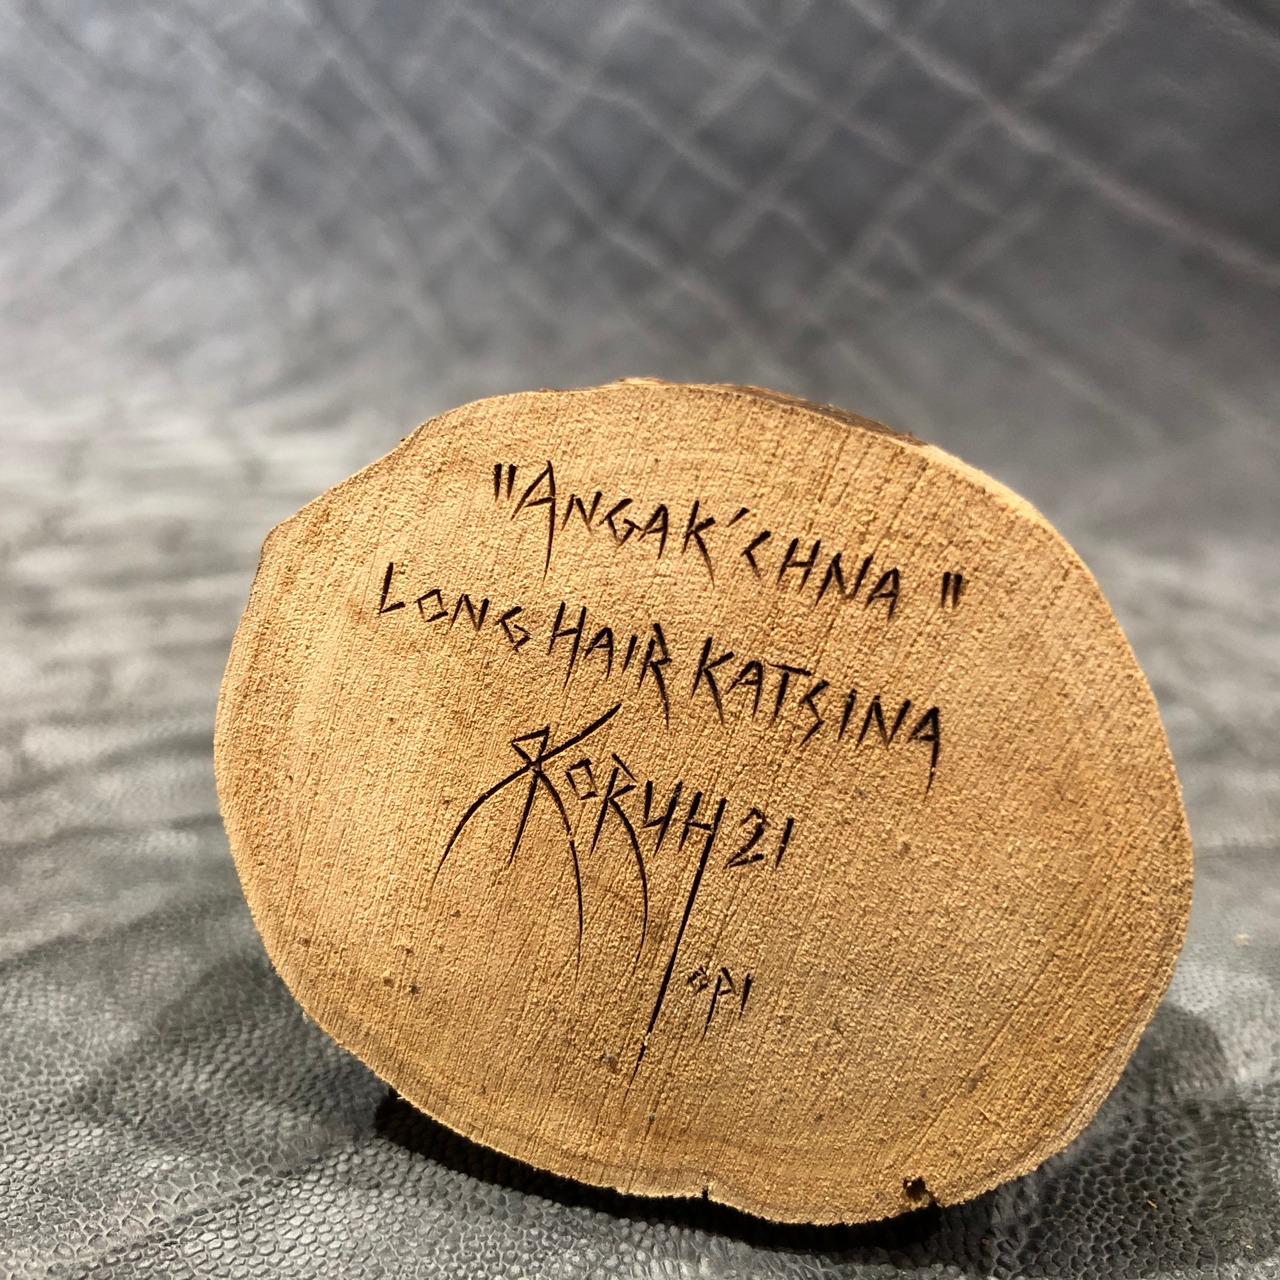 "ANGAK'CHNA"
LONG HAIR KATSINA
KORUH 21
HOPI